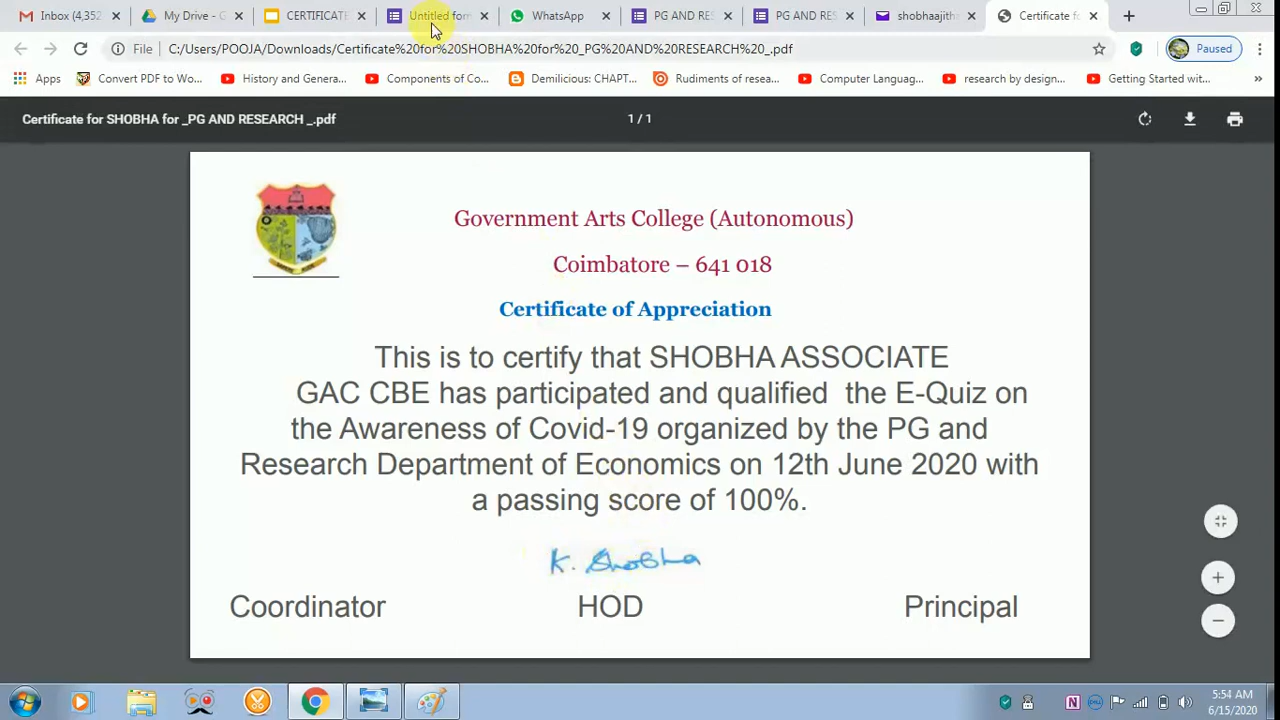 Inbox (4,352
My Drive - G
CERTIFICATE
Untitled form
WhatsApp
PG AND RE
PG AND RE
shobhaajith
Certificate fo
File
C:/Users/POOJA/Downloads/Certificate%20for%20SHOBHA%20for%20_PG%20AND%20RESEARCH%20_.pdf
Paused
Apps
Convert PDF to Wo...
History and Genera...
Components of Co...
Demilicious: CHAPT...
Rudiments of resea...
Computer Languag...
research by design...
Getting Started wit...
Certificate for SHOBHA for _PG AND RESEARCH _.pdf
1 / 1
Government Arts College (Autonomous)
Coimbatore – 641 018
Certificate of Appreciation
This is to certify that SHOBHA ASSOCIATE
GAC CBE has participated and qualified the E-Quiz on
the Awareness of Covid-19 organized by the PG and
Research Department of Economics on 12th June 2020 with
a passing score of 100%.
K. Shobha
Coordinator
HOD
Principal
5:54 AM
6/15/2020